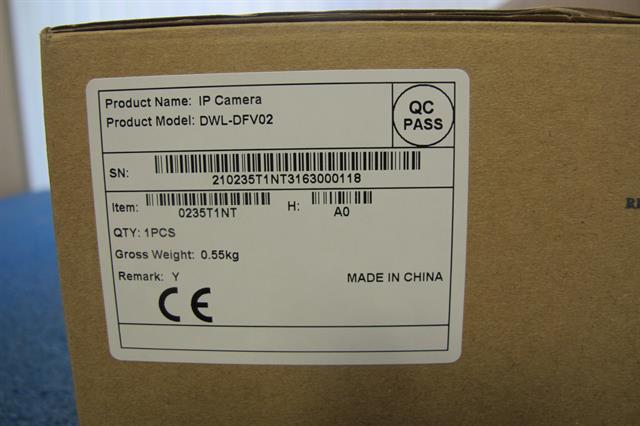 Product Name: IP Camera
Product Model: DWL-DFV02
QC
PASS
SN:
210235T1NT3163000118
Item:
0235T1NT
H:
A0
QTY: 1PCS
Gross Weight: 0.55kg
Remark: Y
MADE IN CHINA
CE